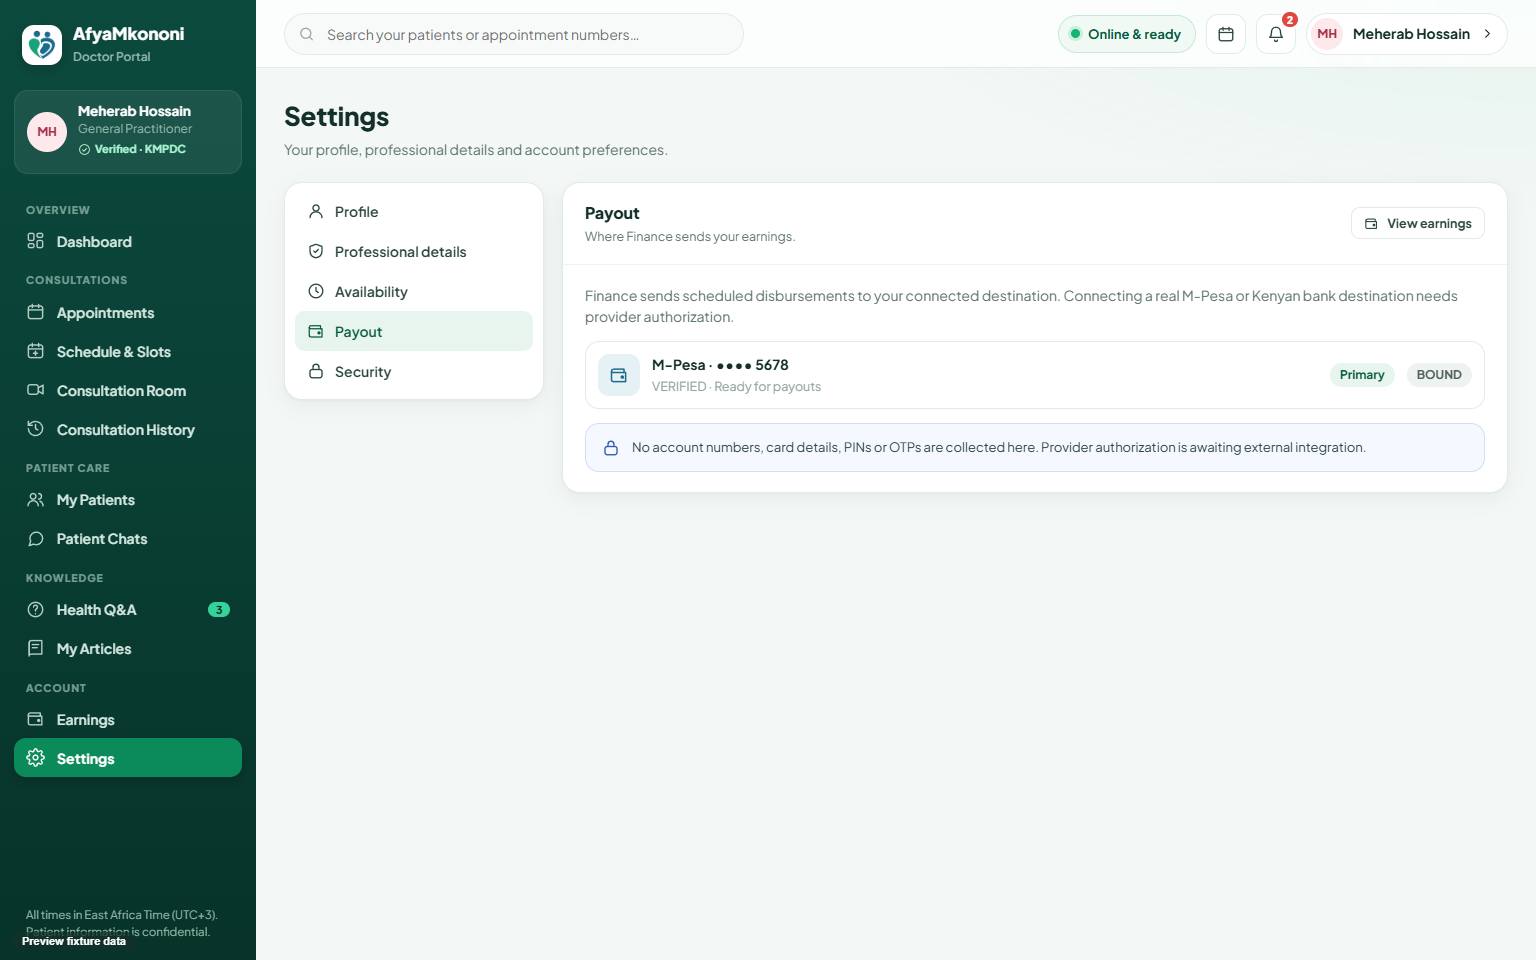 AfyaMkononi
Doctor Portal
MH
Meherab Hossain
General Practitioner
Verified · KMPDC
OVERVIEW
Dashboard
CONSULTATIONS
Appointments
Schedule & Slots
Consultation Room
Consultation History
PATIENT CARE
My Patients
Patient Chats
KNOWLEDGE
Health Q&A 3
My Articles
ACCOUNT
Earnings
Settings
All times in East Africa Time (UTC+3).
Patient information is confidential.
Preview fixture data
Search your patients or appointment numbers…
Online & ready
2
MH Meherab Hossain
Settings
Your profile, professional details and account preferences.
Profile
Professional details
Availability
Payout
Security
Payout
Where Finance sends your earnings.
View earnings
Finance sends scheduled disbursements to your connected destination. Connecting a real M-Pesa or Kenyan bank destination needs
provider authorization.
M-Pesa · •••• 5678
VERIFIED · Ready for payouts
Primary BOUND
No account numbers, card details, PINs or OTPs are collected here. Provider authorization is awaiting external integration.